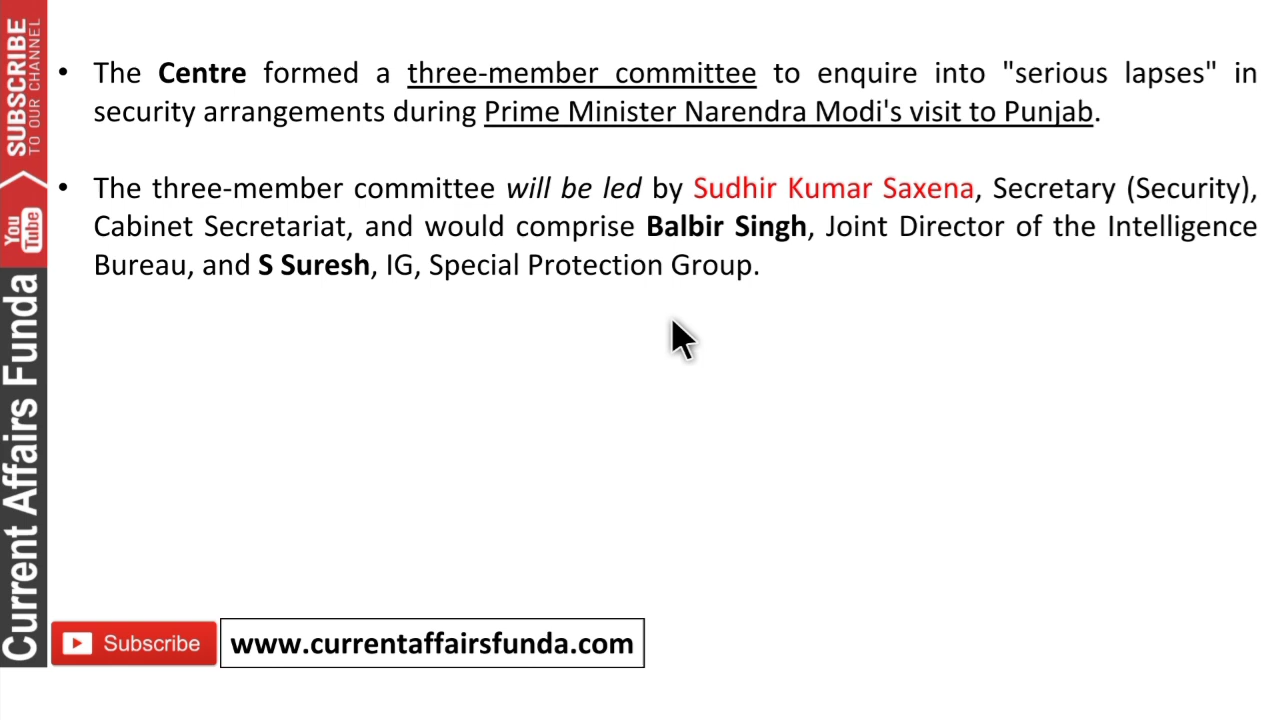 • The Centre formed a three-member committee to enquire into "serious lapses" in
security arrangements during Prime Minister Narendra Modi's visit to Punjab.
• The three-member committee will be led by Sudhir Kumar Saxena, Secretary (Security),
Cabinet Secretariat, and would comprise Balbir Singh, Joint Director of the Intelligence
Bureau, and S Suresh, IG, Special Protection Group.
SUBSCRIBE
TO OUR CHANNEL
You
Tube
Current Affairs Funda
Subscribe
www.currentaffairsfunda.com